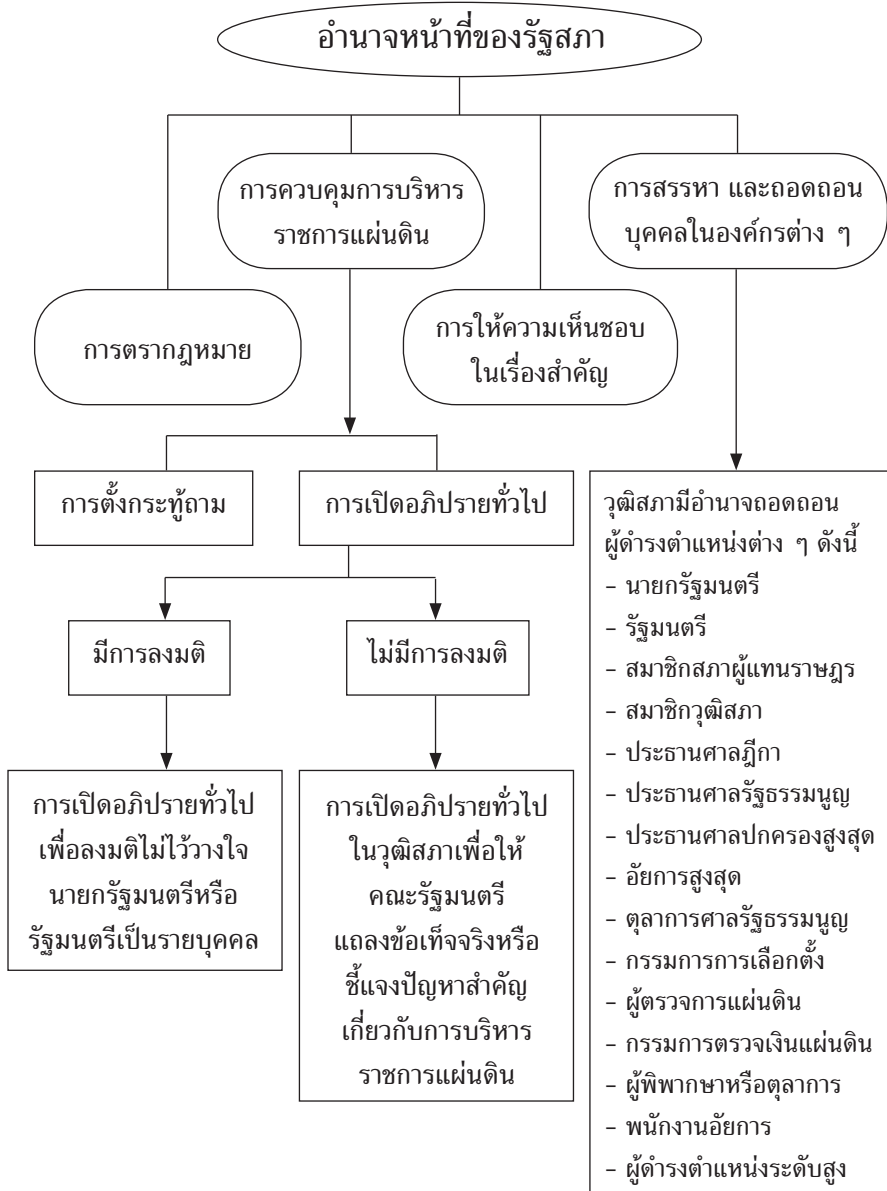 อำนาจหน้าที่ของรัฐสภา
การควบคุมการบริหาร
ราชการแผ่นดิน
การสรรหา และถอดถอน
บุคคลในองค์กรต่าง ๆ
การตรากฎหมาย
การให้ความเห็นชอบ
ในเรื่องสำคัญ
การตั้งกระทู้ถาม
การเปิดอภิปรายทั่วไป
มีการลงมติ
ไม่มีการลงมติ
การเปิดอภิปรายทั่วไป
เพื่อลงมติไม่ไว้วางใจ
นายกรัฐมนตรีหรือ
รัฐมนตรีเป็นรายบุคคล
การเปิดอภิปรายทั่วไป
ในวุฒิสภาเพื่อให้
คณะรัฐมนตรี
แถลงข้อเท็จจริงหรือ
ชี้แจงปัญหาสำคัญ
เกี่ยวกับการบริหาร
ราชการแผ่นดิน
วุฒิสภามีอำนาจถอดถอน
ผู้ดำรงตำแหน่งต่าง ๆ ดังนี้
– นายกรัฐมนตรี
– รัฐมนตรี
– สมาชิกสภาผู้แทนราษฎร
– สมาชิกวุฒิสภา
– ประธานศาลฎีกา
– ประธานศาลรัฐธรรมนูญ
– ประธานศาลปกครองสูงสุด
– อัยการสูงสุด
– ตุลาการศาลรัฐธรรมนูญ
– กรรมการการเลือกตั้ง
– ผู้ตรวจการแผ่นดิน
– กรรมการตรวจเงินแผ่นดิน
– ผู้พิพากษาหรือตุลาการ
– พนักงานอัยการ
– ผู้ดำรงตำแหน่งระดับสูง